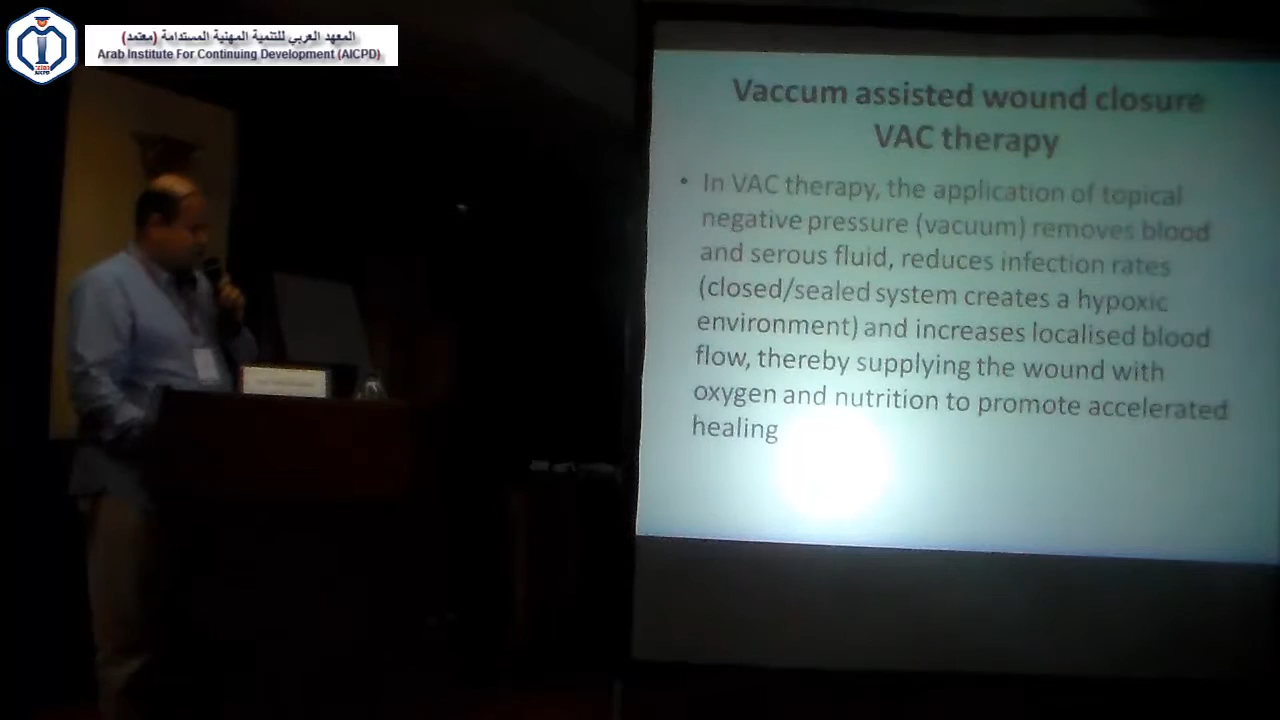 المعهد العربي للتنمية المهنية المستدامة (معتمد)
Arab Institute For Continuing Development (AICPD)
AICPD
Vaccum assisted wound closure
VAC therapy
• In VAC therapy, the application of topical
negative pressure (vacuum) removes blood
and serous fluid, reduces infection rates
(closed/sealed system creates a hypoxic
environment) and increases localised blood
flow, thereby supplying the wound with
oxygen and nutrition to promote accelerated
healing